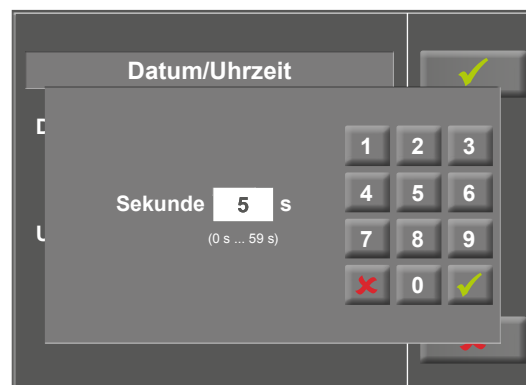 Datum/Uhrzeit
D
1 2 3
Sekunde 5 s
4 5 6
(0 s ... 59 s)
U
7 8 9
0